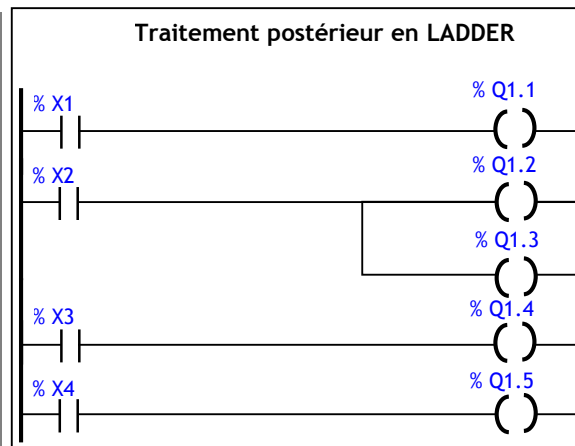 Traitement postérieur en LADDER
% X1
% Q1.1
% X2
% Q1.2
% Q1.3
% X3
% Q1.4
% X4
% Q1.5